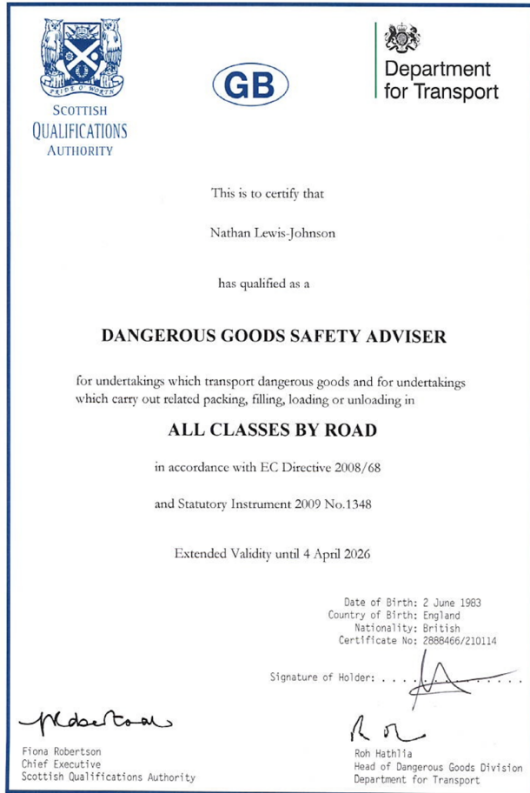 PRIDE O' WORTH
SCOTTISH
QUALIFICATIONS
AUTHORITY
GB
Department
for Transport
This is to certify that
Nathan Lewis-Johnson
has qualified as a
DANGEROUS GOODS SAFETY ADVISER
for undertakings which transport dangerous goods and for undertakings
which carry out related packing, filling, loading or unloading in
ALL CLASSES BY ROAD
in accordance with EC Directive 2008/68
and Statutory Instrument 2009 No.1348
Extended Validity until 4 April 2026
Date of Birth: 2 June 1983
Country of Birth: England
Nationality: British
Certificate No: 2888466/210114
Signature of Holder: . . . . . . . . . . . . . . .
Fiona Robertson
Chief Executive
Scottish Qualifications Authority
Roh Hathlia
Head of Dangerous Goods Division
Department for Transport